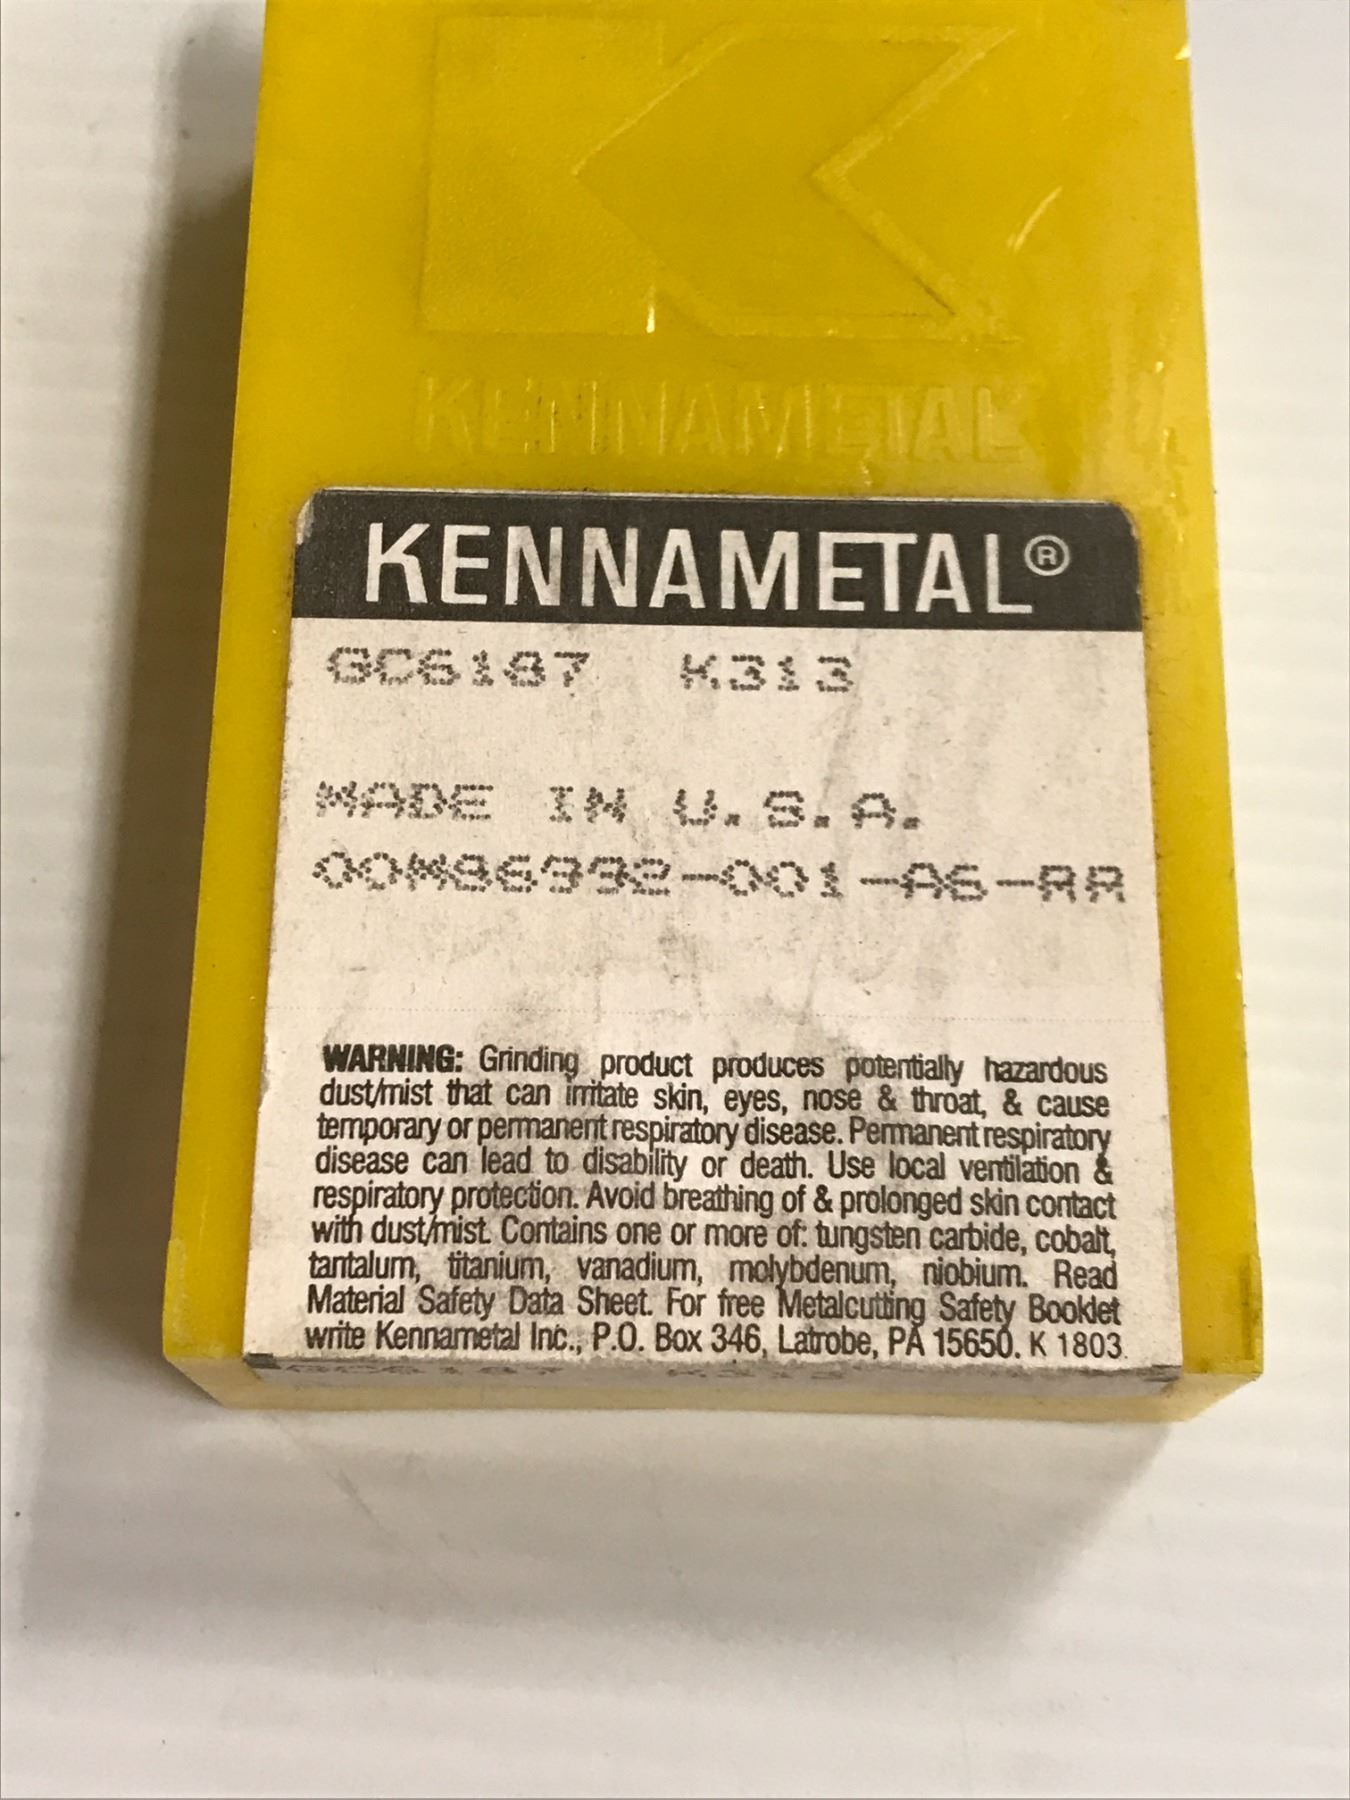 KENNAMETAL
KENNAMETAL®
GC6187 K313
MADE IN U.S.A.
00M86992-001-A6-RR
WARNING: Grinding product produces potentially hazardous
dust/mist that can irritate skin, eyes, nose & throat, & cause
temporary or permanent respiratory disease. Permanent respiratory
disease can lead to disability or death. Use local ventilation &
respiratory protection. Avoid breathing of & prolonged skin contact
with dust/mist. Contains one or more of: tungsten carbide, cobalt,
tantalum, titanium, vanadium, molybdenum, niobium. Read
Material Safety Data Sheet. For free Metalcutting Safety Booklet
write Kennametal Inc., P.O. Box 346, Latrobe, PA 15650. K 1803.
GC6187 K313